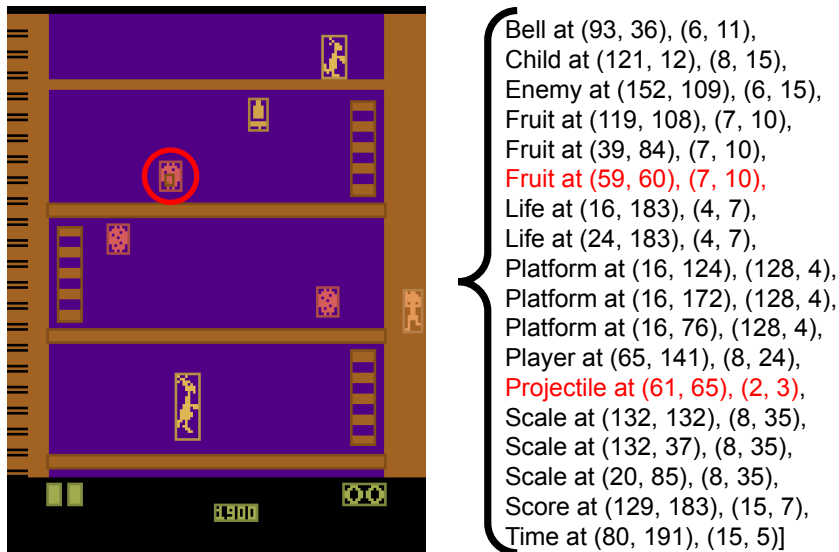 Bell at (93, 36), (6, 11),
Child at (121, 12), (8, 15),
Enemy at (152, 109), (6, 15),
Fruit at (119, 108), (7, 10),
Fruit at (39, 84), (7, 10),
Fruit at (59, 60), (7, 10),
Life at (16, 183), (4, 7),
Life at (24, 183), (4, 7),
Platform at (16, 124), (128, 4),
Platform at (16, 172), (128, 4),
Platform at (16, 76), (128, 4),
Player at (65, 141), (8, 24),
Projectile at (61, 65), (2, 3),
Scale at (132, 132), (8, 35),
Scale at (132, 37), (8, 35),
Scale at (20, 85), (8, 35),
Score at (129, 183), (15, 7),
Time at (80, 191), (15, 5)]
00
1900